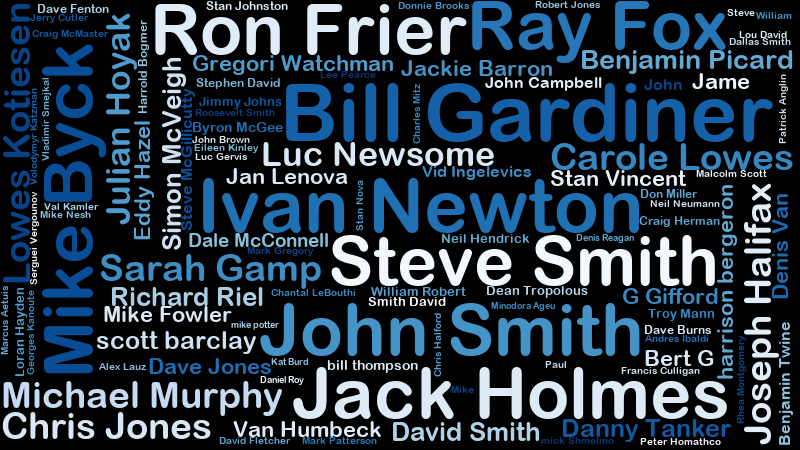 Dave Fenton
Stan Johnston
Donnie Brooks
Robert Jones
Steve
William
Jerry Cutler
Craig McMaster
Ron Frier
Ray Fox
Lou David
Dallas Smith
Lowes Kotiesen
Mike Byck
Julian Hoyak
Harrold Bogmer
Gregori Watchman
Lee Pearce
Jackie Barron
Benjamin Picard
Volodymyr Kotzman
Vladimir Smejkal
Eddy Hazel
Simon McVeigh
Steve McGillicutty
Stephen David
John Campbell
John
Jame
Patrick Anglin
Jimmy Johns
Roosevelt Smith
Byron McGee
John Brown
Eileen Kinley
Luc Gervis
Bill Gardiner
Charles Mitz
Luc Newsome
Carole Lowes
Jan Lenova
Vid Ingelevics
Stan Vincent
Malcolm Scott
Val Kamler
Mike Nesh
Serguei Vergounov
Ivan Newton
Stan Nova
Don Miller
Neil Neumann
Craig Herman
harrison bergeron
Joseph Halifax
Denis Van
Dale McConnell
Mark Gregory
Neil Hendrick
Denis Reagan
Sarah Gamp
Steve Smith
Richard Riel
Chantal LeBouthi
William Robert
Dean Tropolous
G Gifford
Marcus Aetuis
Loran Hayden
Georges Kanoute
Mike Fowler
Smith David
Minodora Ageu
Troy Mann
mike potter
John Smith
Chris Halford
Dave Burns
Andres Ibaldi
scott barclay
Bert G
Rhea Montgomery
Benjamin Twine
Alex Lauz
Dave Jones
Kat Burd
bill thompson
Paul
Francis Culligan
Daniel Roy
Michael Murphy
Jack Holmes
Mike
Chris Jones
Van Humbeck
David Smith
Danny Tanker
David Fletcher
Mark Patterson
mick Shmelmo
Peter Homathco